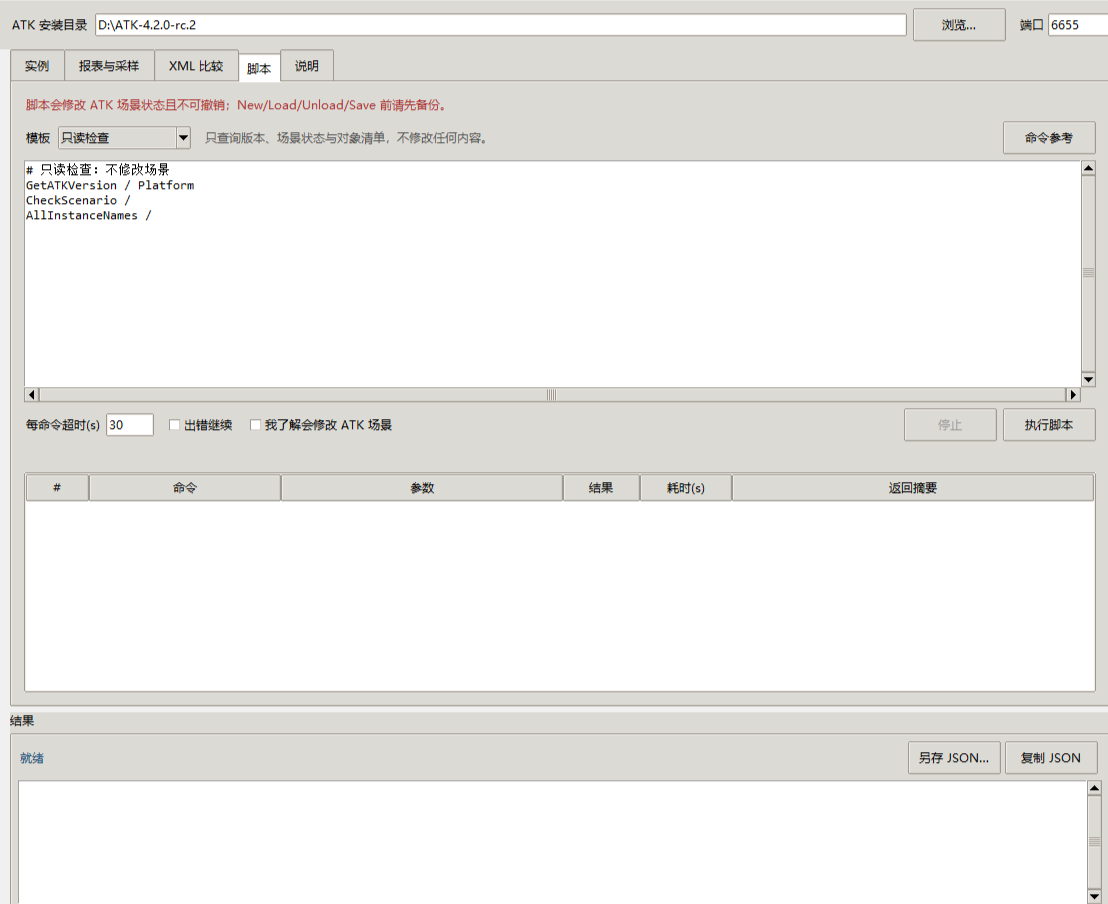 ATK 安装目录 D:\ATK-4.2.0-rc.2 浏览... 端口 6655
实例 报表与采样 XML 比较 脚本 说明
脚本会修改 ATK 场景状态且不可撤销；New/Load/Unload/Save 前请先备份。
模板 只读检查 只查询版本、场景状态与对象清单，不修改任何内容。 命令参考
# 只读检查：不修改场景
GetATKVersion / Platform
CheckScenario /
AllInstanceNames /
每命令超时(s) 30 出错继续 我了解会修改 ATK 场景 停止 执行脚本
# 命令 参数 结果 耗时(s) 返回摘要
结果
就绪 另存 JSON... 复制 JSON